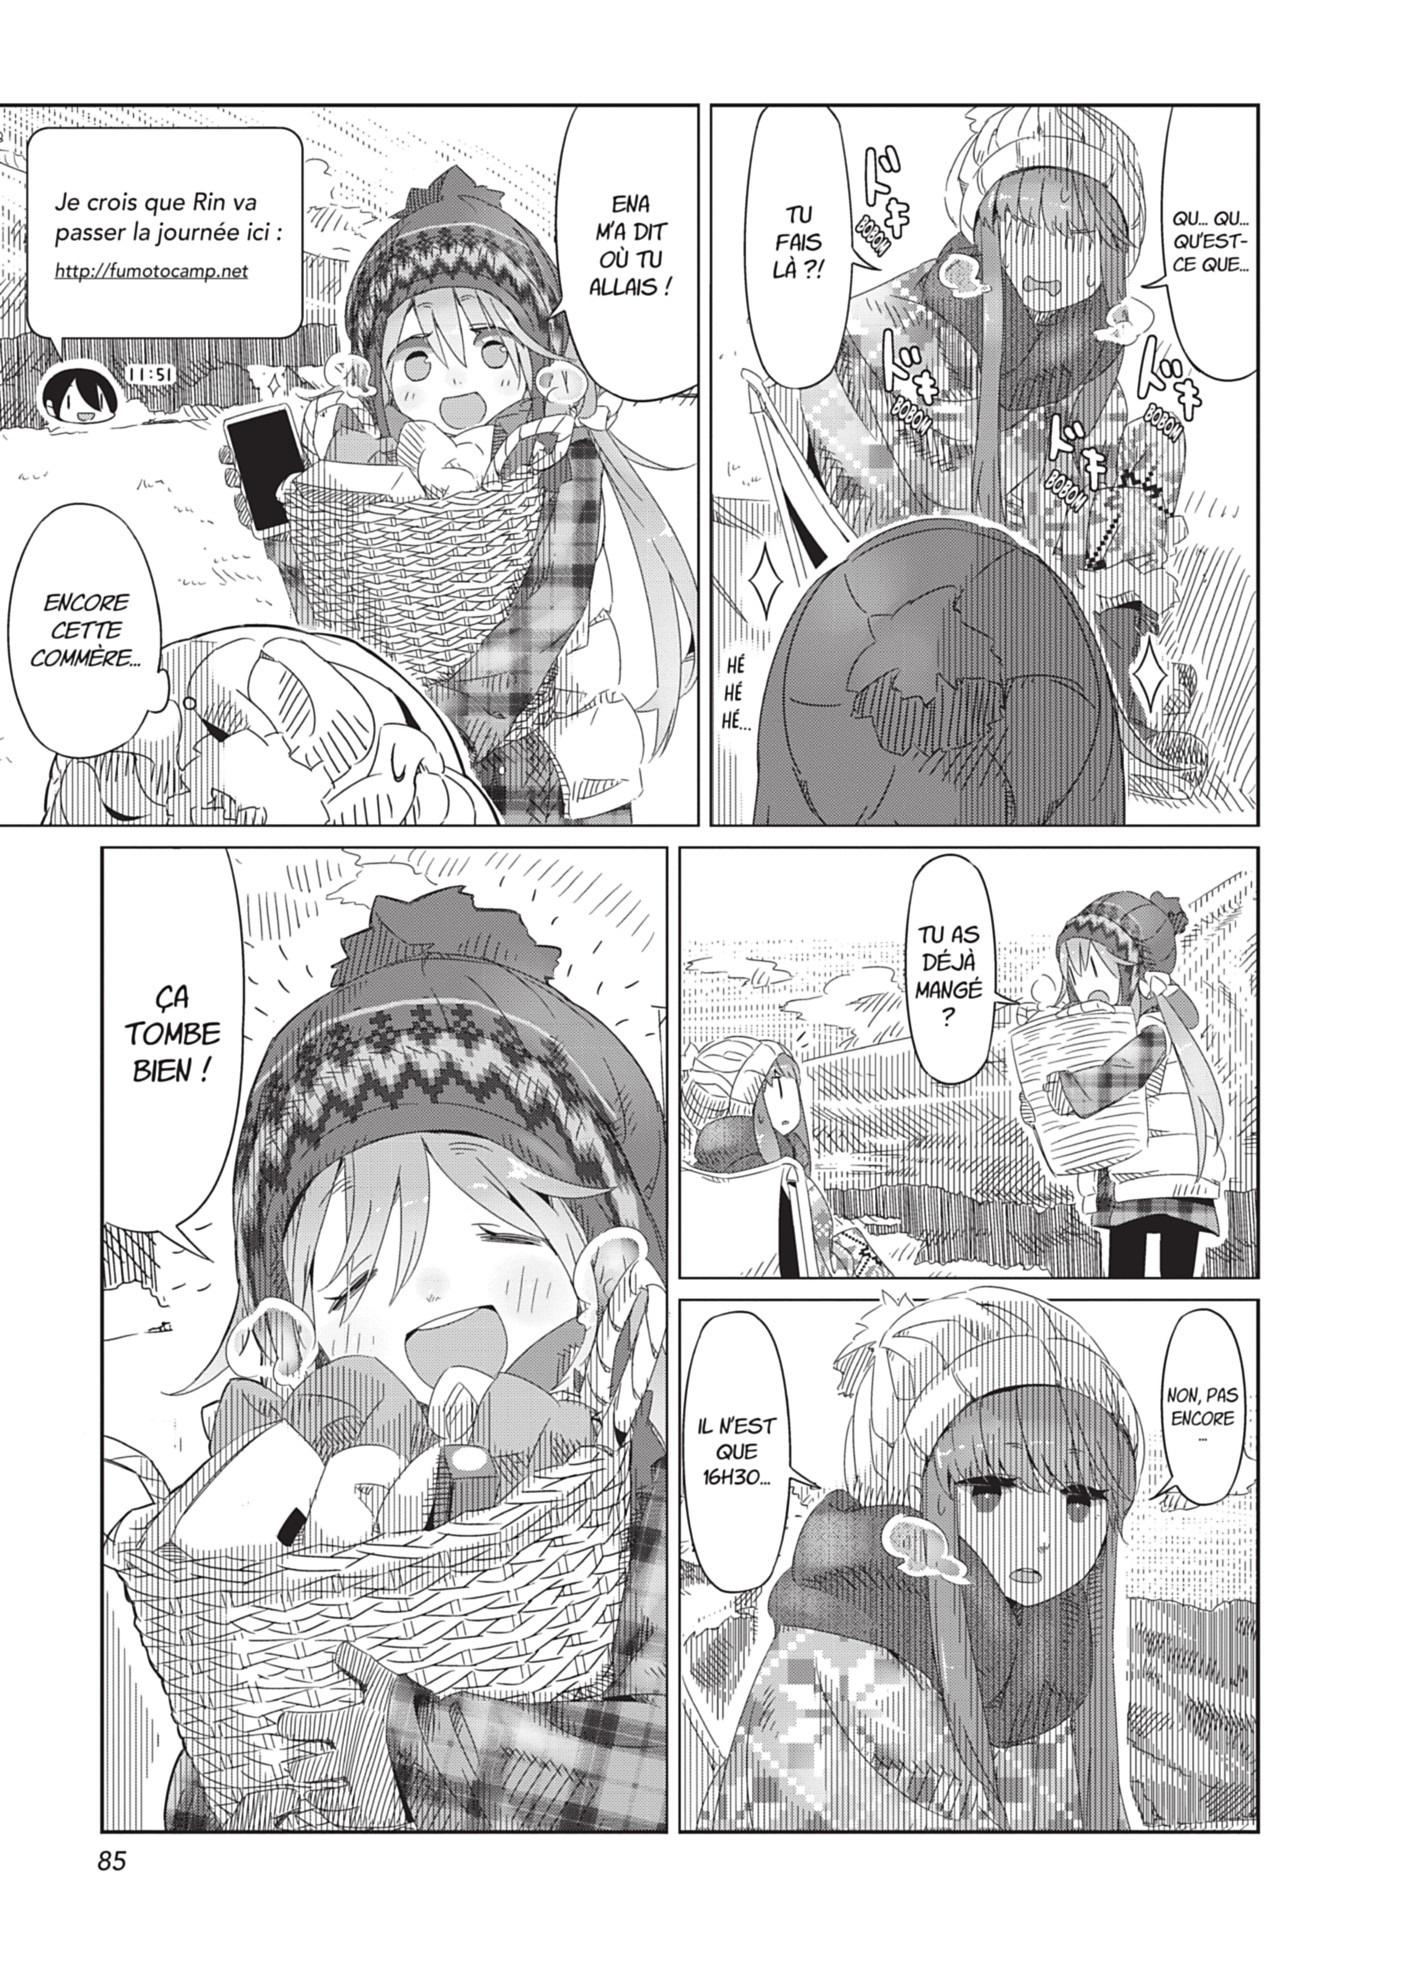 QU... QU...
QU'EST-
CE QUE...
TU
FAIS
LÀ ?!
ドキ
BOBOM
ドキ
BOBOM
ドキ
BOBOM
ドキ
BOBOM
HÉ
HÉ
HÉ...
ENA
M'A DIT
OÙ TU
ALLAIS !
Je crois que Rin va
passer la journée ici :
http://fumotocamp.net
11:51
ENCORE
CETTE
COMMÈRE...
TU AS
DÉJÀ
MANGÉ
?
NON, PAS
ENCORE
...
IL N'EST
QUE
16H30...
ÇA
TOMBE
BIEN !
85